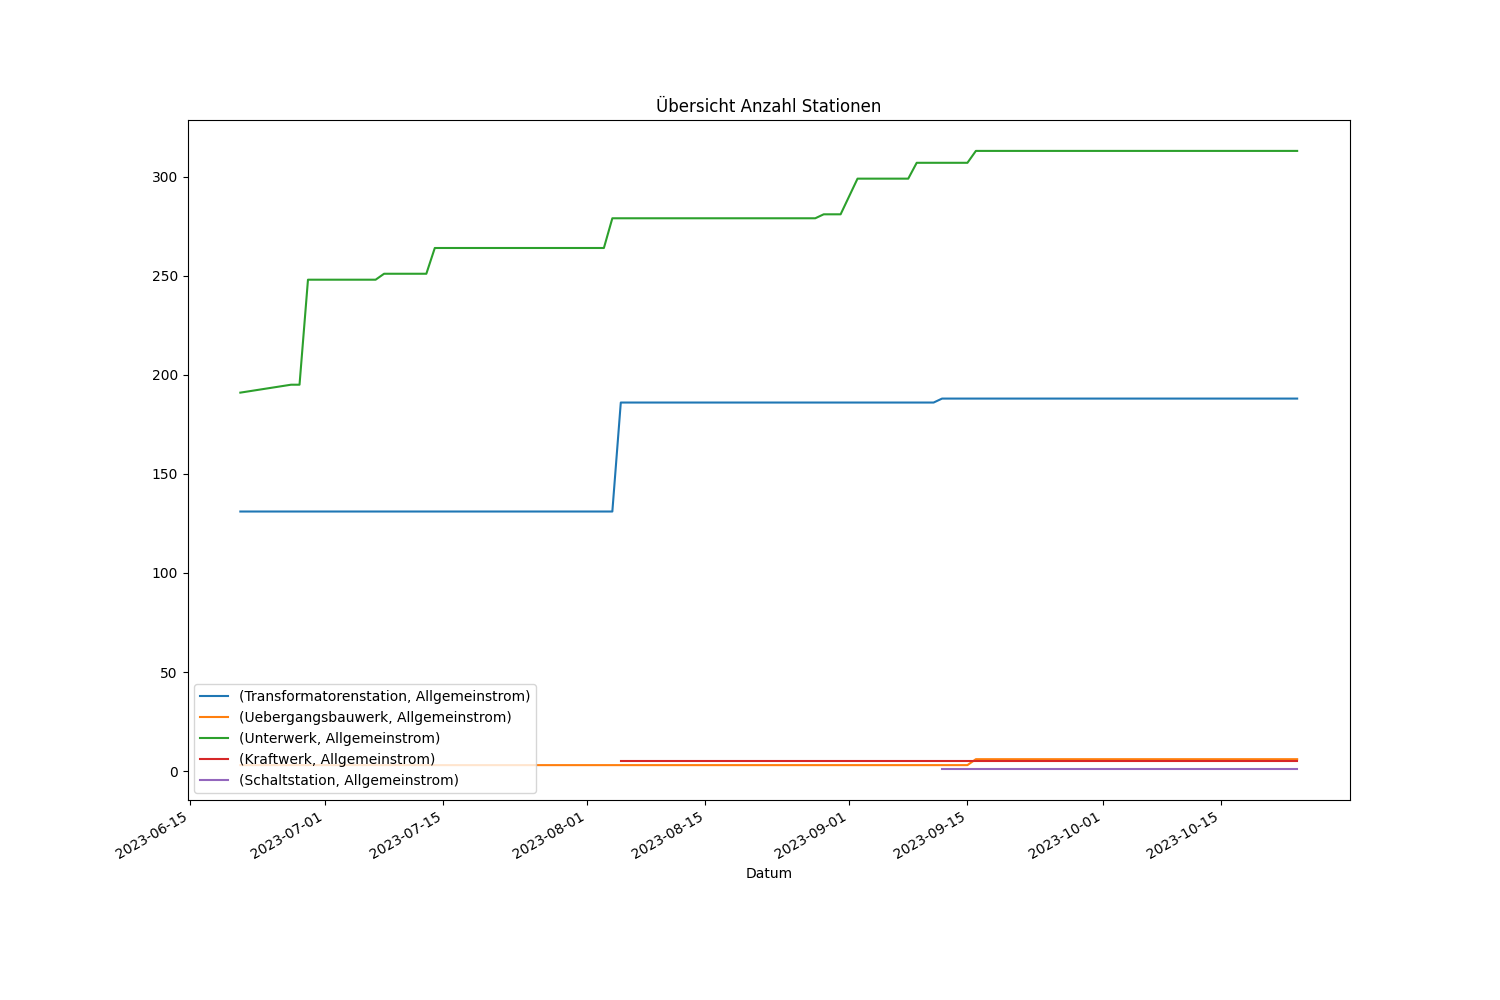 Übersicht Anzahl Stationen
300
250
200
150
100
50
0
(Transformatorenstation, Allgemeinstrom)
(Uebergangsbauwerk, Allgemeinstrom)
(Unterwerk, Allgemeinstrom)
(Kraftwerk, Allgemeinstrom)
(Schaltstation, Allgemeinstrom)
2023-06-15
2023-07-01
2023-07-15
2023-08-01
2023-08-15
2023-09-01
2023-09-15
2023-10-01
2023-10-15
Datum